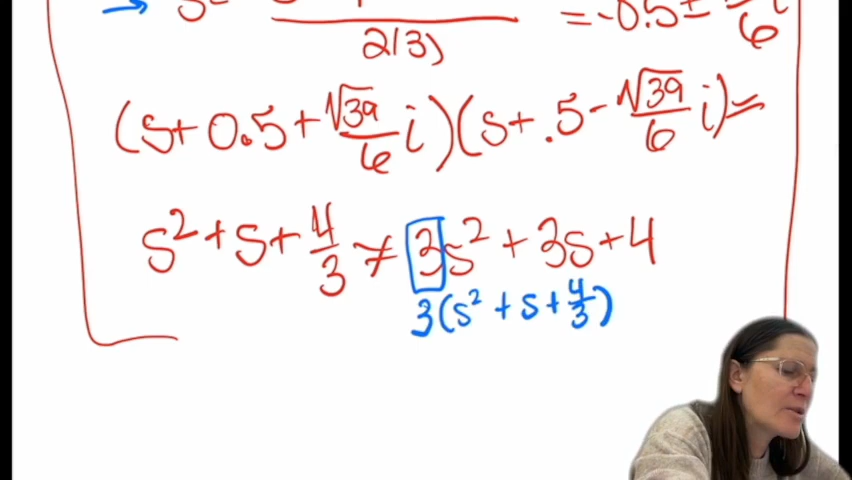 2(3)
= -0.5 ±
6
(s + 0.5 + √39/6 i)(s + .5 - √39/6 i) =
s² + s + 4/3 ≠ 3s² + 3s + 4
3(s² + s + 4/3)